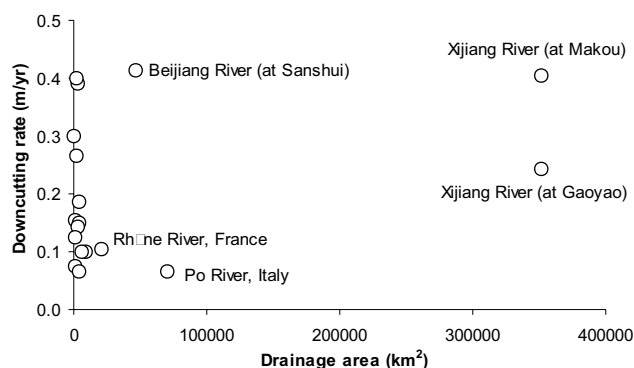 0.5
Xijiang River (at Makou)
Beijiang River (at Sanshui)
0.4
Downcutting rate (m/yr)
0.3
0.2
Xijiang River (at Gaoyao)
Rh□ne River, France
0.1
Po River, Italy
0.0
0 100000 200000 300000 400000
Drainage area (km²)